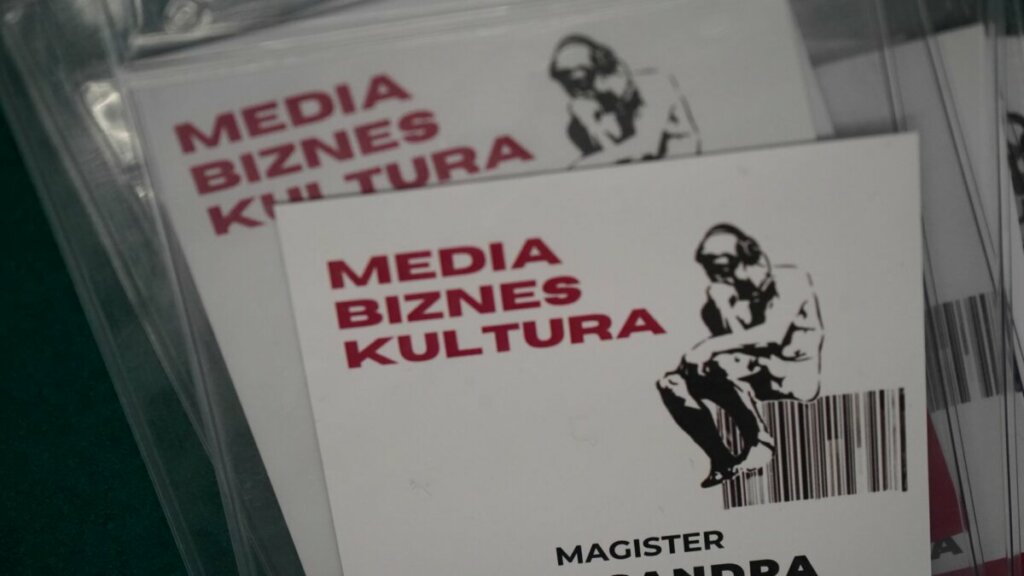 MEDIA
BIZNES
KULTURA
MEDIA
BIZNES
KULTURA
MAGISTER